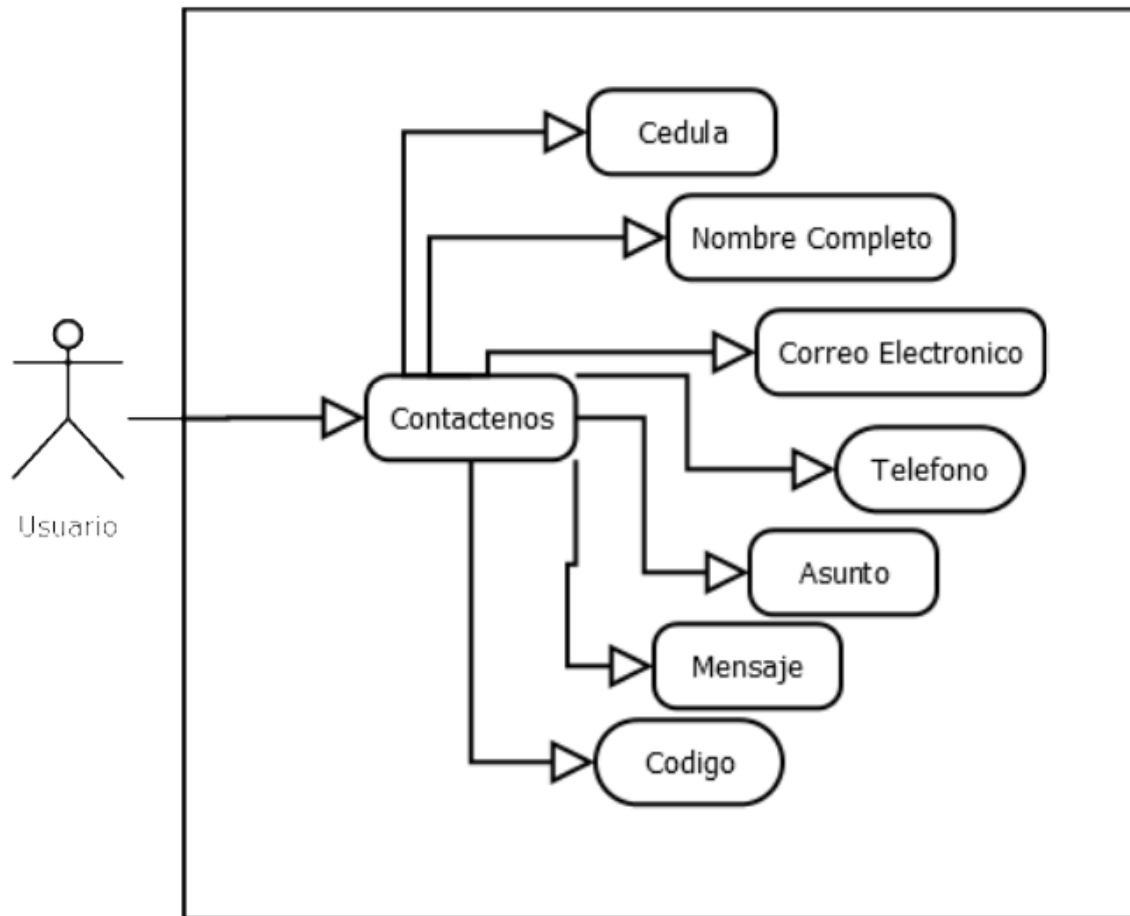 Cedula
Nombre Completo
Correo Electronico
Contactenos
Telefono
Usuario
Asunto
Mensaje
Codigo